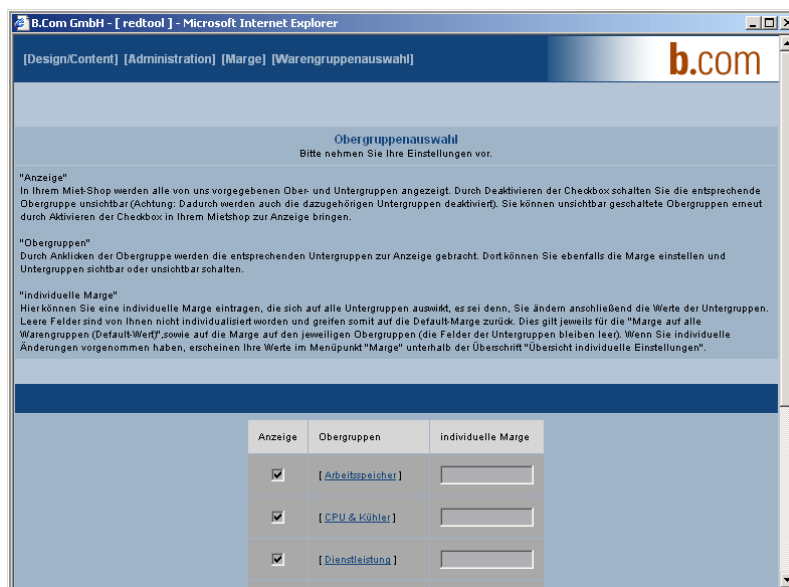 B.Com GmbH - [ redtool ] - Microsoft Internet Explorer
[Design/Content] [Administration] [Marge] [Warengruppenauswahl]
b.com
Obergruppenauswahl
Bitte nehmen Sie Ihre Einstellungen vor.
"Anzeige"
In Ihrem Miet-Shop werden alle von uns vorgegebenen Ober- und Untergruppen angezeigt. Durch Deaktivieren der Checkbox schalten Sie die entsprechende
Obergruppe unsichtbar (Achtung: Dadurch werden auch die dazugehörigen Untergruppen deaktiviert). Sie können unsichtbar geschaltete Obergruppen erneut
durch Aktivieren der Checkbox in Ihrem Mietshop zur Anzeige bringen.
"Obergruppen"
Durch Anklicken der Obergruppe werden die entsprechenden Untergruppen zur Anzeige gebracht. Dort können Sie ebenfalls die Marge einstellen und
Untergruppen sichtbar oder unsichtbar schalten.
"individuelle Marge"
Hier können Sie eine individuelle Marge eintragen, die sich auf alle Untergruppen auswirkt, es sei denn, Sie ändern anschließend die Werte der Untergruppen.
Leere Felder sind von Ihnen nicht individualisiert worden und greifen somit auf die Default-Marge zurück. Dies gilt jeweils für die "Marge auf alle
Warengruppen (Default-Wert)",sowie auf die Marge auf den jeweiligen Obergruppen (die Felder der Untergruppen bleiben leer). Wenn Sie individuelle
Änderungen vorgenommen haben, erscheinen Ihre Werte im Menüpunkt "Marge" unterhalb der Überschrift "Übersicht individuelle Einstellungen".
Anzeige Obergruppen individuelle Marge
[ Arbeitsspeicher ]
[ CPU & Kühler ]
[ Dienstleistung ]